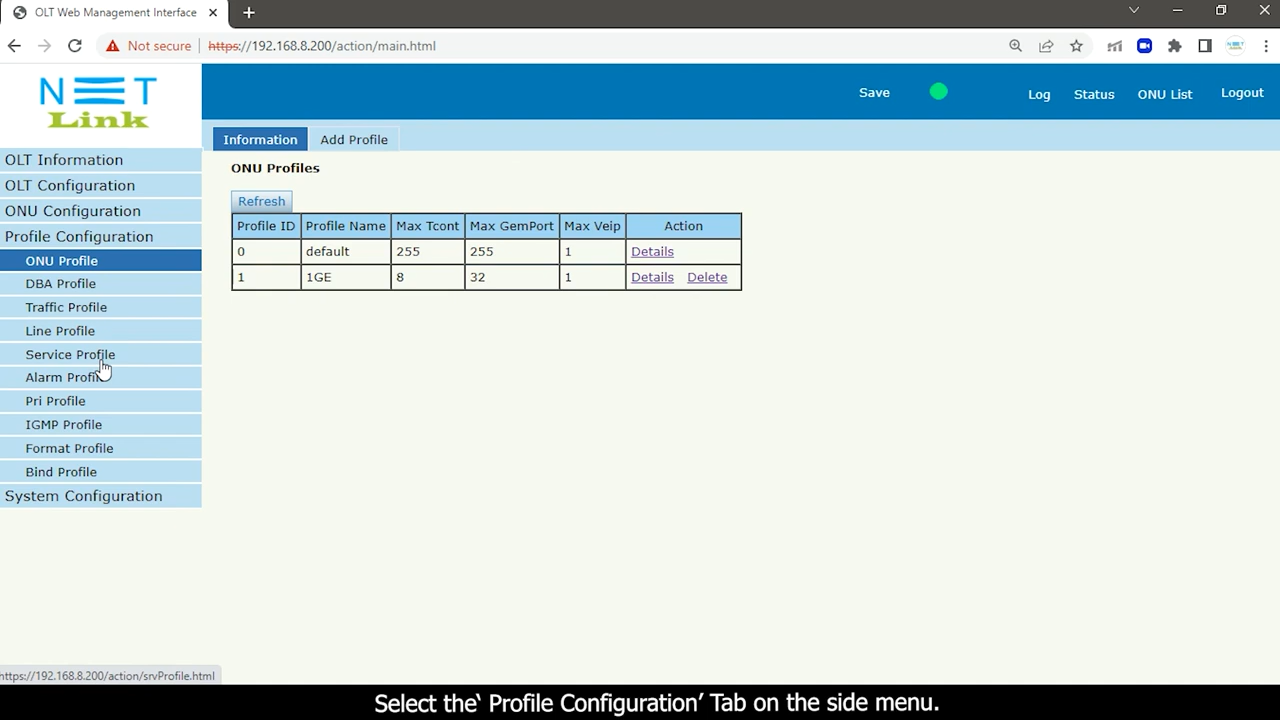 OLT Web Management Interface
Not secure https://192.168.8.200/action/main.html
NET
Link
Save Log Status ONU List Logout
Information Add Profile
OLT Information
OLT Configuration
ONU Configuration
Profile Configuration
ONU Profile
DBA Profile
Traffic Profile
Line Profile
Service Profile
Alarm Profile
Pri Profile
IGMP Profile
Format Profile
Bind Profile
System Configuration
ONU Profiles
Refresh
Profile ID Profile Name Max Tcont Max GemPort Max Veip Action
0 default 255 255 1 Details
1 1GE 8 32 1 Details Delete
https://192.168.8.200/action/srvProfile.html
Select the‘ Profile Configuration’ Tab on the side menu.